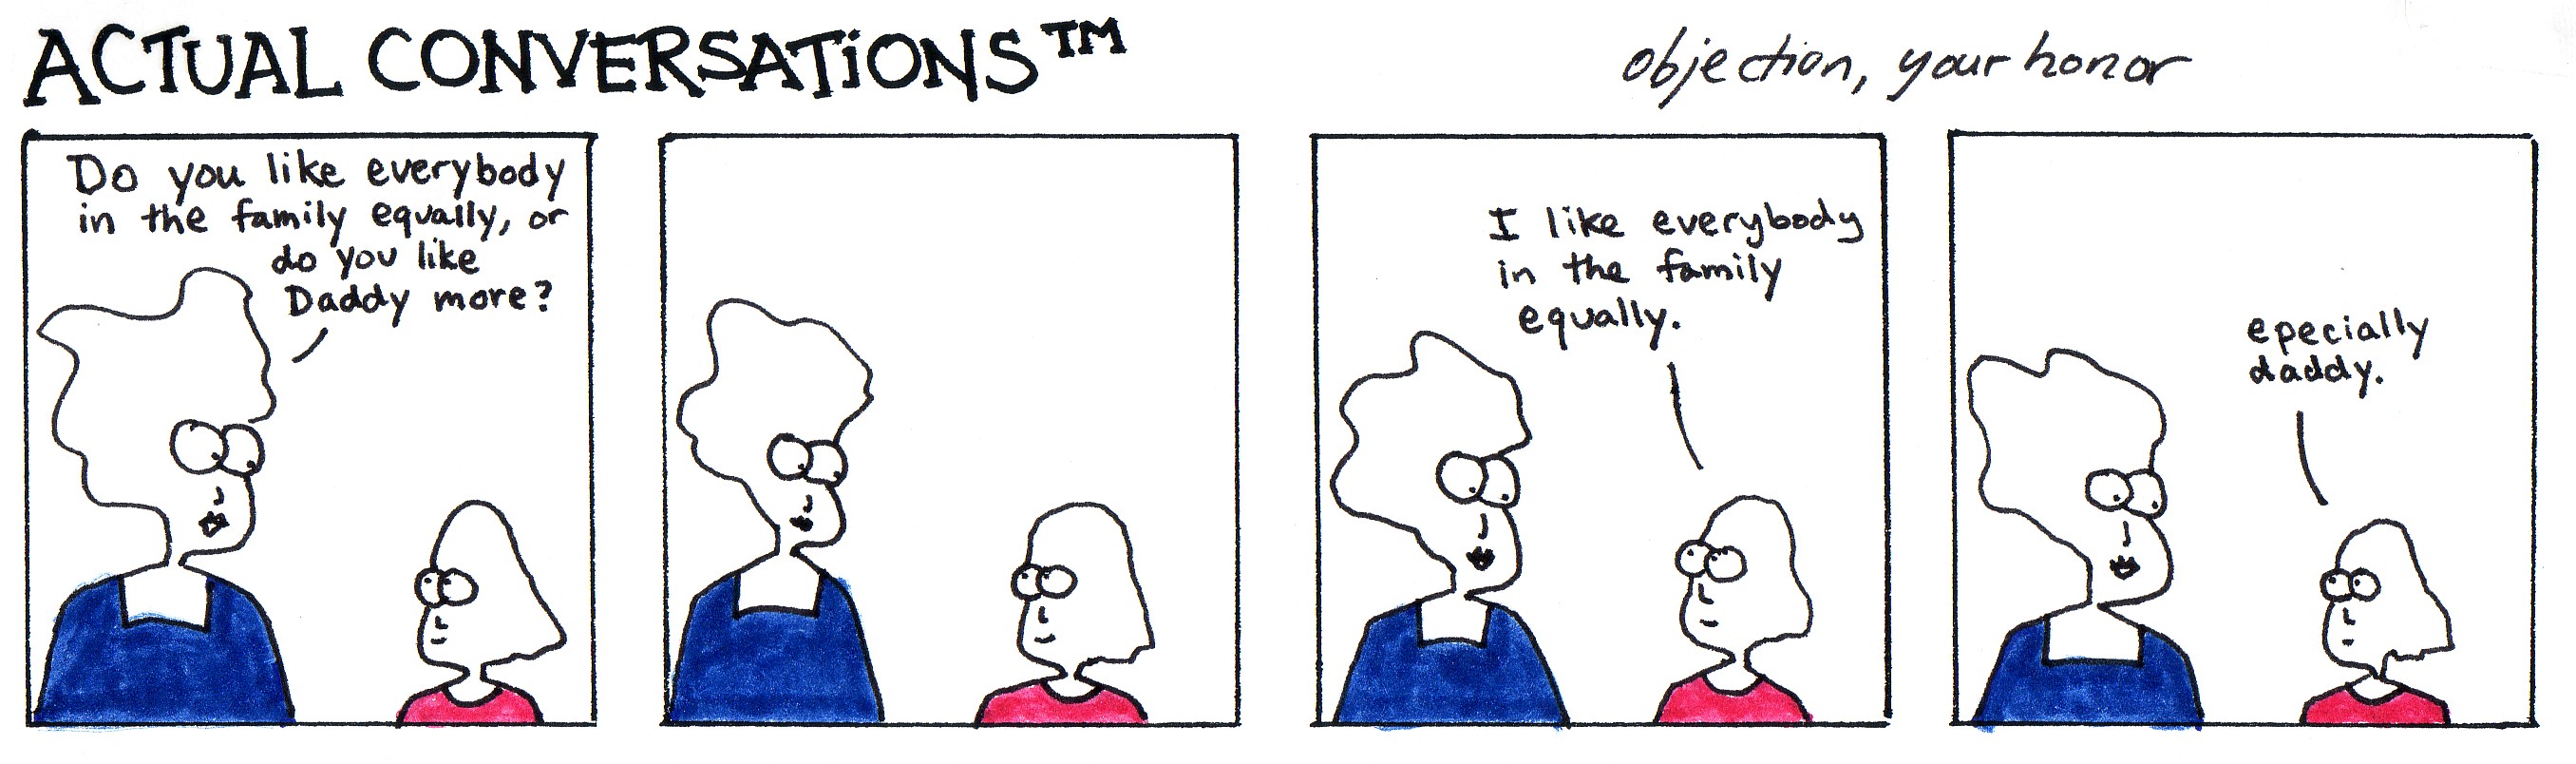 ACTUAL CONVERSATiONS™
objection, your honor
Do you like everybody
in the family equally, or
do you like
Daddy more?
I like everybody
in the family
equally.
epecially
daddy.